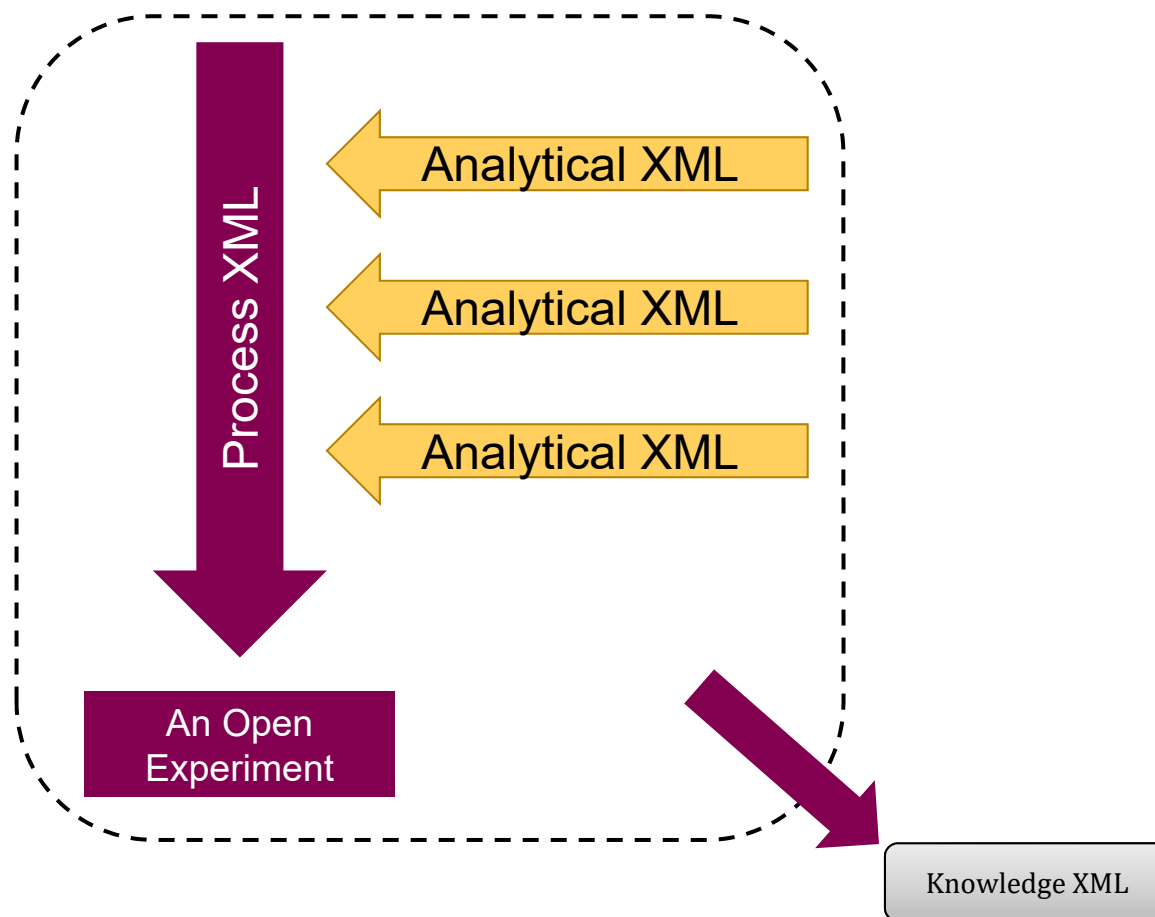 Process XML
Analytical XML
Analytical XML
Analytical XML
An Open
Experiment
Knowledge XML